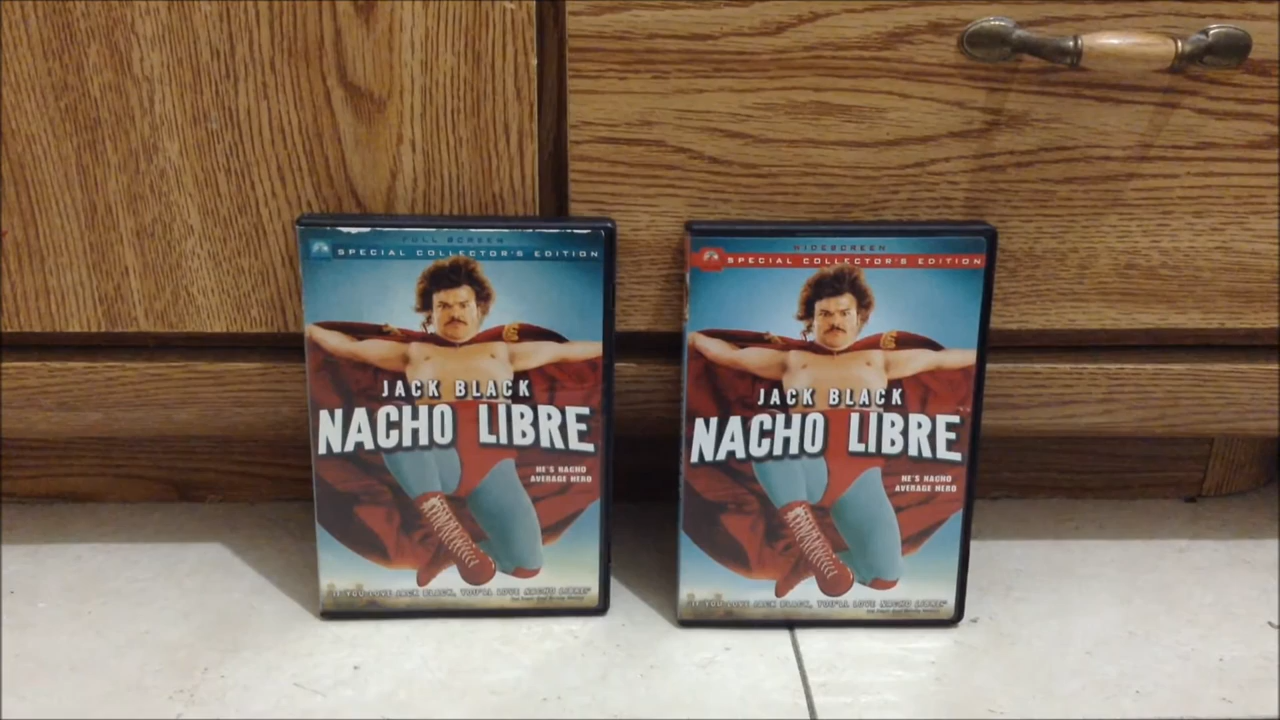 FULL SCREEN
SPECIAL COLLECTOR'S EDITION
JACK BLACK
NACHO LIBRE
HE'S NACHO
AVERAGE HERO
"IF YOU LOVE JACK BLACK, YOU'LL LOVE NACHO LIBRE"
WIDESCREEN
SPECIAL COLLECTOR'S EDITION
JACK BLACK
NACHO LIBRE
HE'S NACHO
AVERAGE HERO
"IF YOU LOVE JACK BLACK, YOU'LL LOVE NACHO LIBRE"